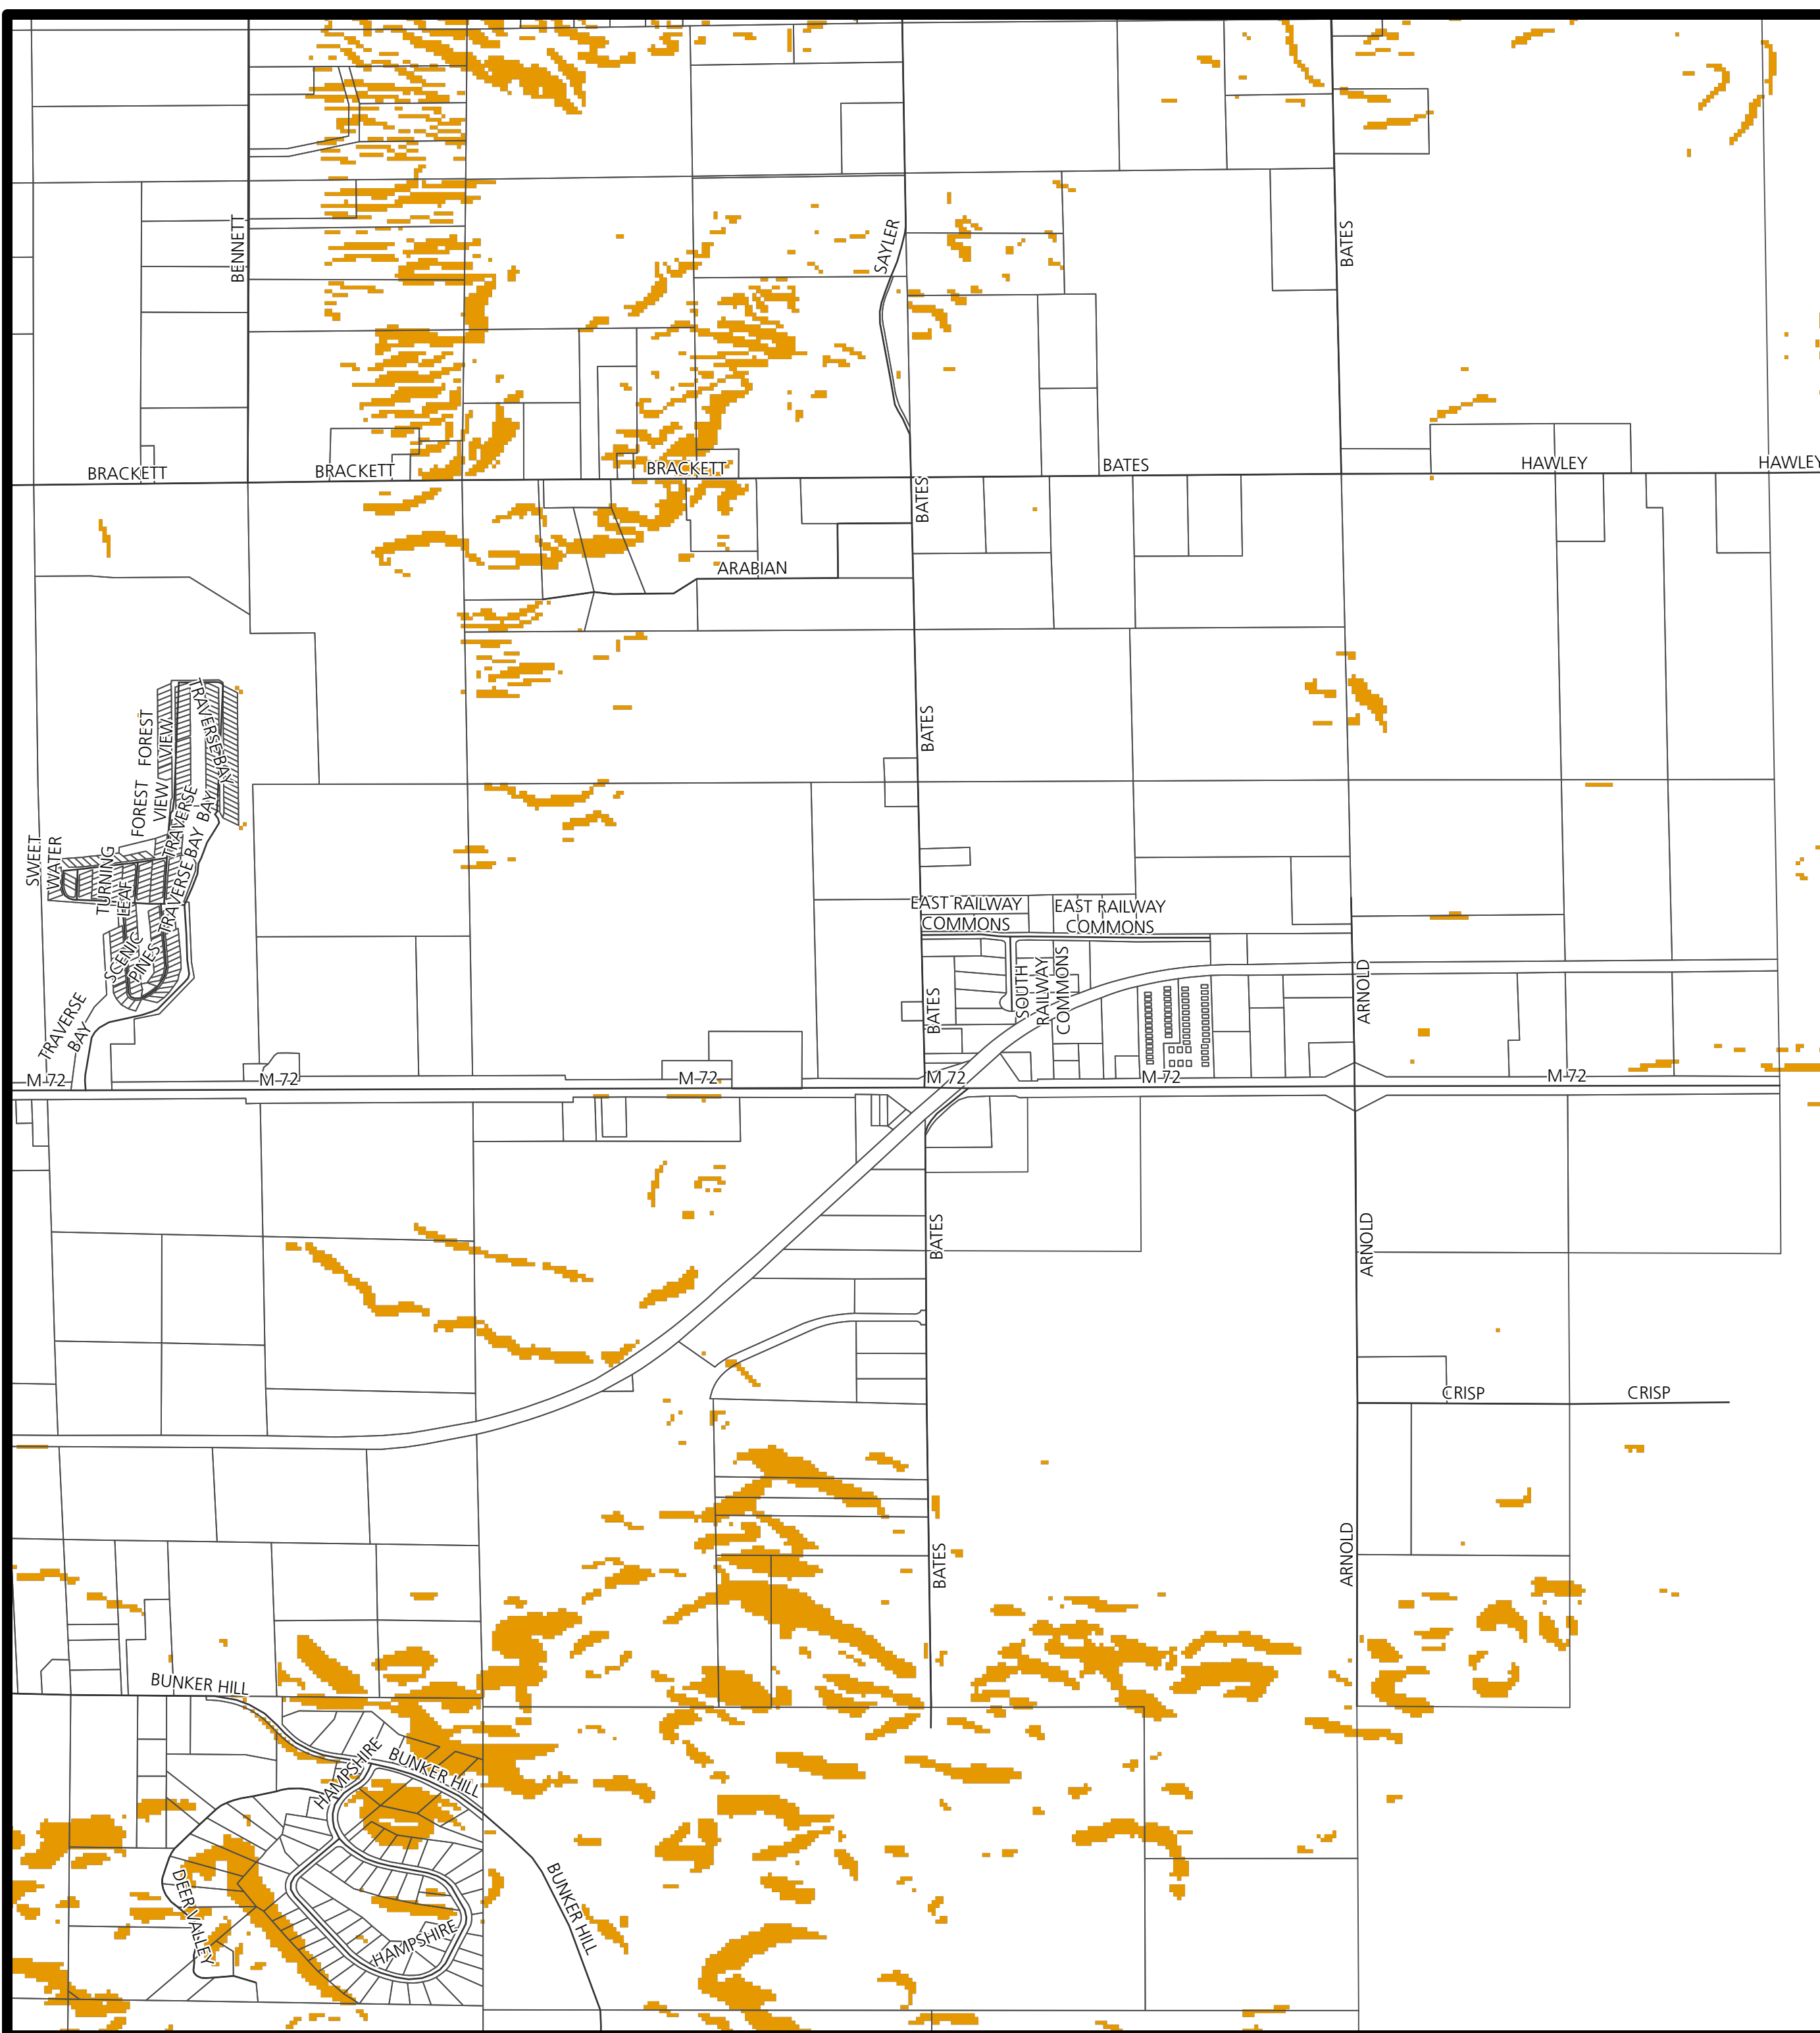 BENNETT
SAYLER
BATES
BRACKETT
BRACKETT
BRACKETT
BATES
HAWLEY
HAWLEY
BATES
ARABIAN
FOREST
VIEW
TRAVERSE BAY
BATES
FOREST
VIEW
TRAVERSE
BAY
SWEET
WATER
TURNING
LEAF
TRAVERSE BAY
EAST RAILWAY
COMMONS
EAST RAILWAY
COMMONS
SCENIC
PINES
SOUTH
RAILWAY
COMMONS
BATES
ARNOLD
TRAVERSE
BAY
M 72
M 72
M 72
M 72
M 72
M 72
BATES
ARNOLD
CRISP
CRISP
BATES
ARNOLD
BUNKER HILL
HAMPSHIRE
BUNKER HILL
DEER VALLEY
HAMPSHIRE
BUNKER HILL